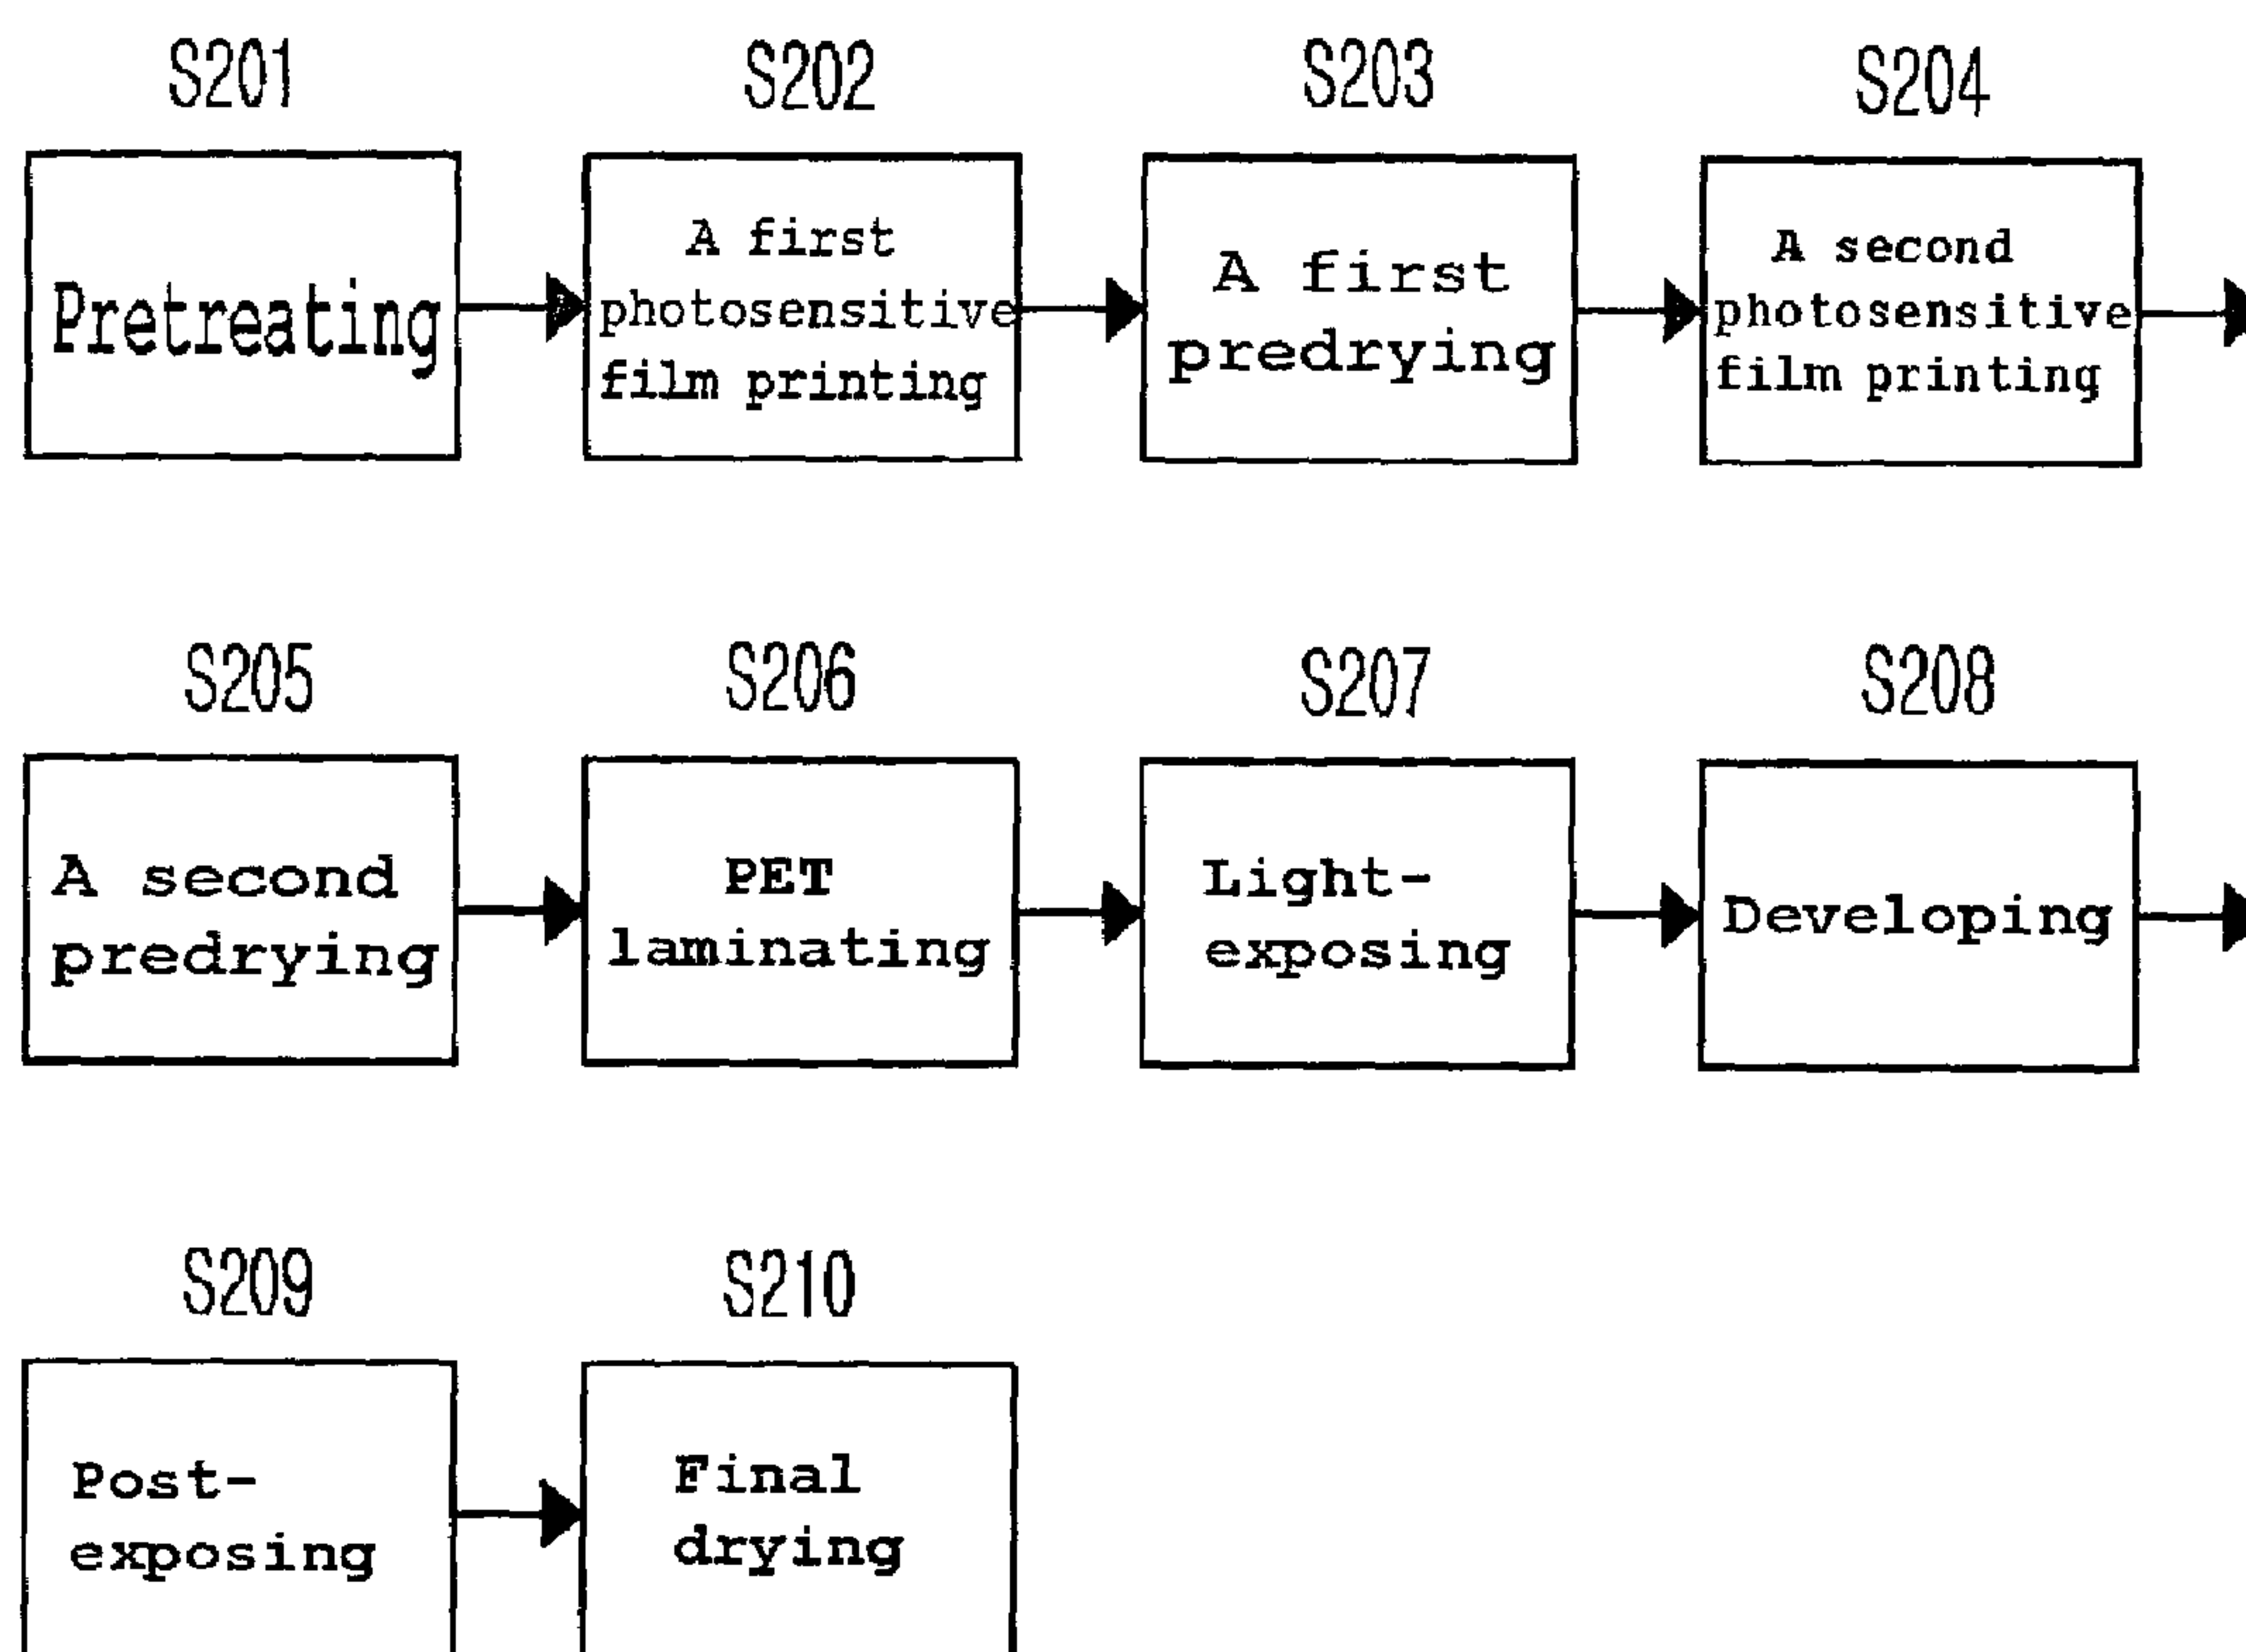 S201
S202
S203
S204
Pretreating
A first
photosensitive
film printing
A first
predrying
A second
photosensitive
film printing
S205
S206
S207
S208
A second
predrying
PET
laminating
Light-
exposing
Developing
S209
S210
Post-
exposing
Final
drying